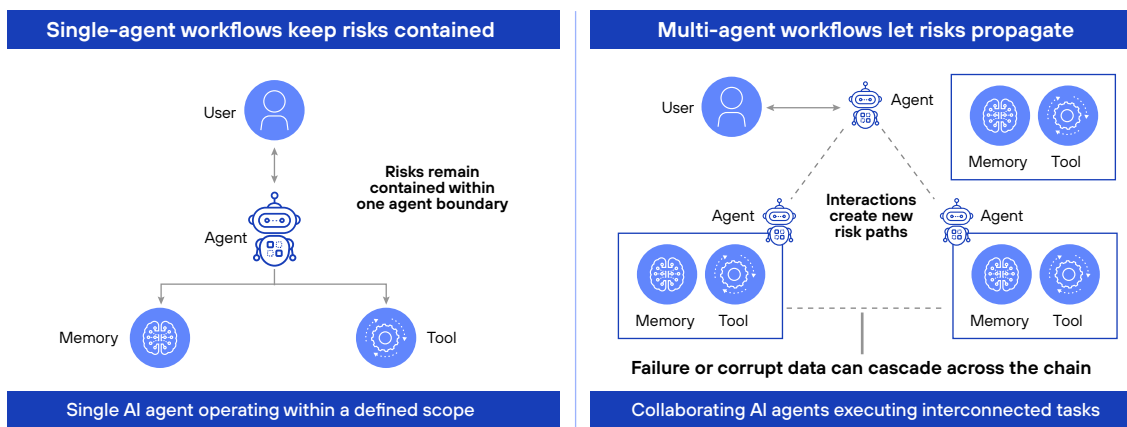 Single-agent workflows keep risks contained
User
Risks remain
contained within
one agent boundary
Agent
Memory
Tool
Single AI agent operating within a defined scope
Multi-agent workflows let risks propagate
User
Agent
Memory
Tool
Agent
Interactions
create new
risk paths
Agent
Memory
Tool
Memory
Tool
Failure or corrupt data can cascade across the chain
Collaborating AI agents executing interconnected tasks